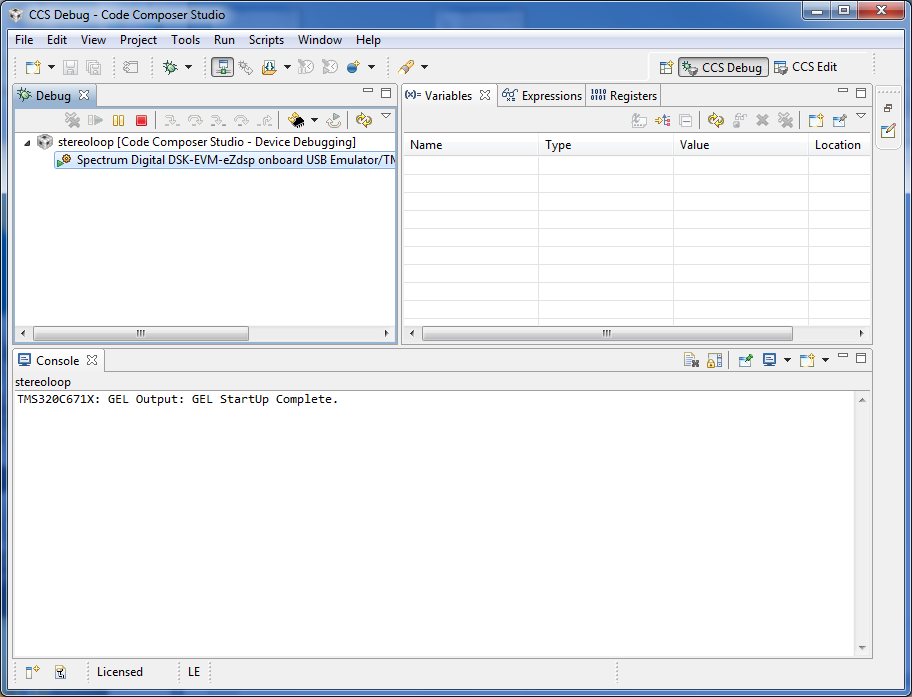 CCS Debug - Code Composer Studio
File Edit View Project Tools Run Scripts Window Help
CCS Debug CCS Edit
Debug
(x)= Variables Expressions 1010 0101 Registers
stereoloop [Code Composer Studio - Device Debugging]
Spectrum Digital DSK-EVM-eZdsp onboard USB Emulator/TM
Name Type Value Location
Console
stereoloop
TMS320C671X: GEL Output: GEL StartUp Complete.
Licensed LE